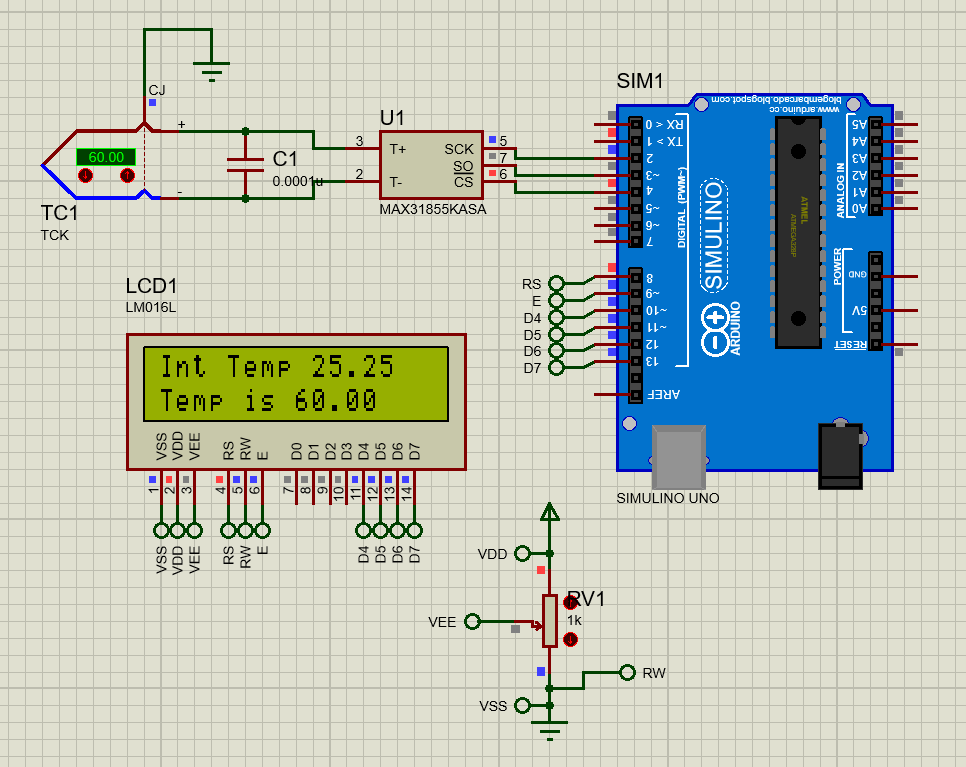 CJ
+
60.00
-
TC1
TCK
C1
0.0001u
U1
3
T+
2
T-
SCK
5
SO
7
CS
6
MAX31855KASA
SIM1
www.arduino.cc
blogembarcado.blogspot.com
RX < 0
TX > 1
2
~3
4
~5
~6
7
8
~9
~10
~11
12
13
AREF
DIGITAL (PWM~)
SIMULINO
ARDUINO
ATMEL
ATMEGA328P
ANALOG IN
A5
A4
A3
A2
A1
A0
POWER
GND
5V
RESET
SIMULINO UNO
RS
E
D4
D5
D6
D7
LCD1
LM016L
Int Temp 25.25
Temp is 60.00
VSS VDD VEE RS RW E D0 D1 D2 D3 D4 D5 D6 D7
1 2 3 4 5 6 7 8 9 10 11 12 13 14
VSS VDD VEE RS RW E D4 D5 D6 D7
VDD
RV1
1k
VEE
RW
VSS